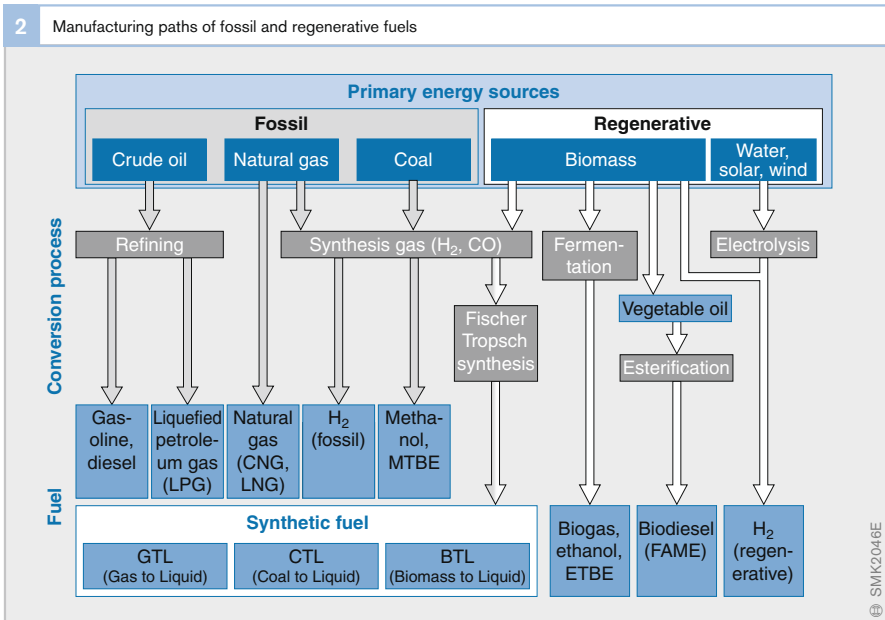 2 Manufacturing paths of fossil and regenerative fuels
Primary energy sources
Fossil
Regenerative
Crude oil
Natural gas
Coal
Biomass
Water,
solar, wind
Conversion process
Refining
Synthesis gas (H₂, CO)
Fermen-
tation
Electrolysis
Vegetable oil
Fischer
Tropsch
synthesis
Esterification
Fuel
Gas-
oline,
diesel
Liquefied
petrole-
um gas
(LPG)
Natural
gas
(CNG,
LNG)
H₂
(fossil)
Metha-
nol,
MTBE
Synthetic fuel
GTL
(Gas to Liquid)
CTL
(Coal to Liquid)
BTL
(Biomass to Liquid)
Biogas,
ethanol,
ETBE
Biodiesel
(FAME)
H₂
(regen-
erative)
SMK2046E